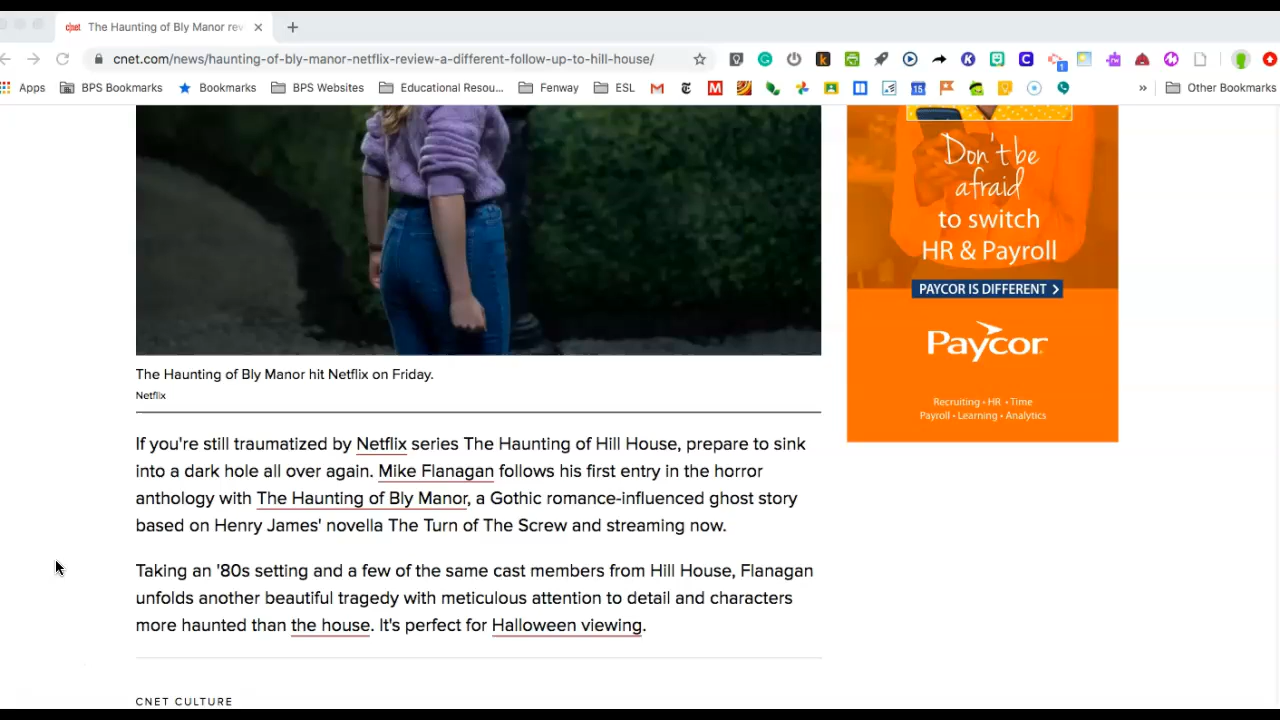 cnet
The Haunting of Bly Manor rev
cnet.com/news/haunting-of-bly-manor-netflix-review-a-different-follow-up-to-hill-house/
Apps
BPS Bookmarks
Bookmarks
BPS Websites
Educational Resou...
Fenway
ESL
Other Bookmarks
Don't be
afraid
to switch
HR & Payroll
PAYCOR IS DIFFERENT >
Paycor
Recruiting • HR • Time
Payroll • Learning • Analytics
The Haunting of Bly Manor hit Netflix on Friday.
Netflix
If you're still traumatized by Netflix series The Haunting of Hill House, prepare to sink
into a dark hole all over again. Mike Flanagan follows his first entry in the horror
anthology with The Haunting of Bly Manor, a Gothic romance-influenced ghost story
based on Henry James' novella The Turn of The Screw and streaming now.
Taking an '80s setting and a few of the same cast members from Hill House, Flanagan
unfolds another beautiful tragedy with meticulous attention to detail and characters
more haunted than the house. It's perfect for Halloween viewing.
CNET CULTURE